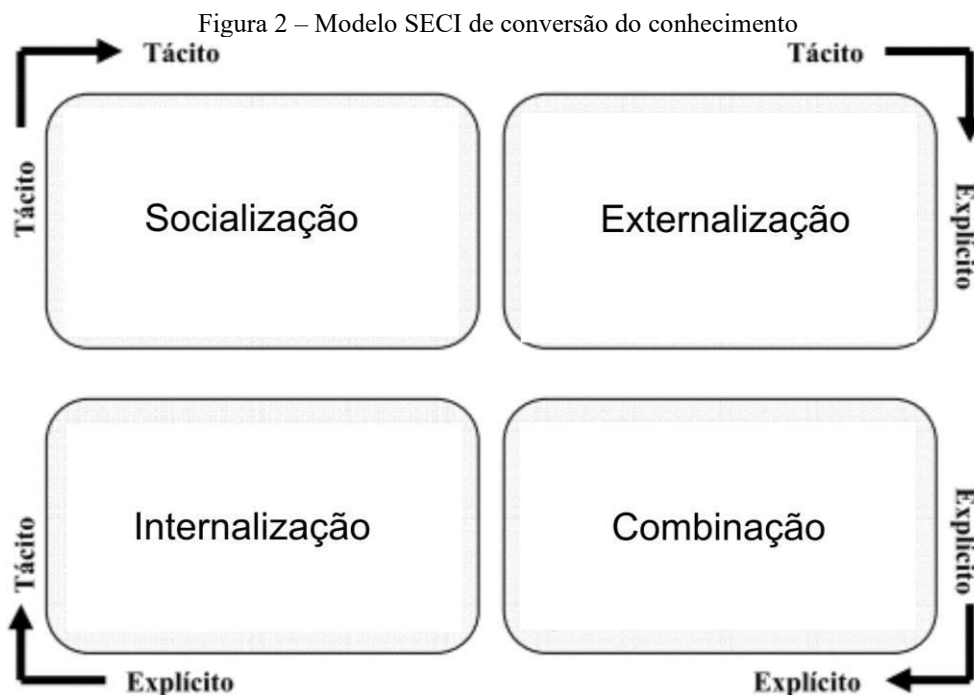 Figura 2 – Modelo SECI de conversão do conhecimento
Tácito
Tácito
Tácito
Explícito
Socialização
Externalização
Internalização
Combinação
Tácito
Explícito
Explícito
Explícito